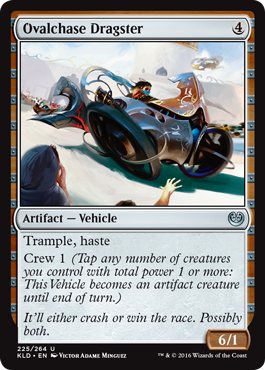 Ovalchase Dragster 4
Artifact — Vehicle
Trample, haste
Crew 1 (Tap any number of creatures
you control with total power 1 or more:
This Vehicle becomes an artifact creature
until end of turn.)
It'll either crash or win the race. Possibly
both.
6/1
225/264 U
KLD • EN Victor Adame Minguez
™ & © 2016 Wizards of the Coast